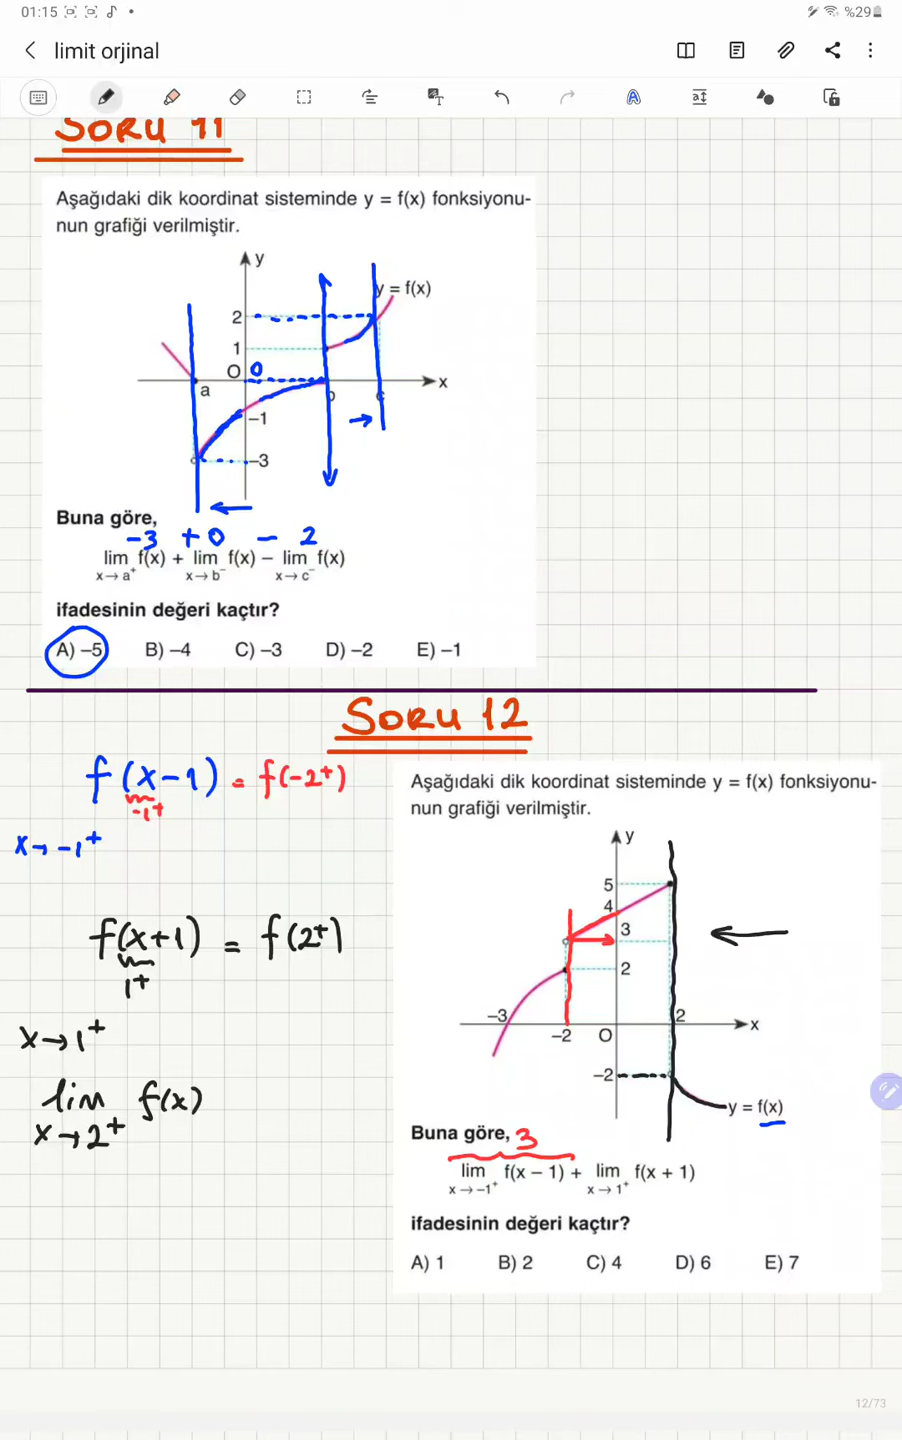 01:15
%29
limit orjinal
SORU 11
Aşağıdaki dik koordinat sisteminde y = f(x) fonksiyonu-
nun grafiği verilmiştir.
y
y = f(x)
2
1
O 0
x
a
b
c
-1
-3
Buna göre,
-3 + 0 - 2
lim f(x) + lim f(x) – lim f(x)
x→a⁺ x→b⁻ x→c⁻
ifadesinin değeri kaçtır?
A) –5 B) –4 C) –3 D) –2 E) –1
SORU 12
f(x-1) = f(-2⁺)
-1⁺
x→-1⁺
f(x+1) = f(2⁺)
1⁺
x→1⁺
lim f(x)
x→2⁺
Aşağıdaki dik koordinat sisteminde y = f(x) fonksiyonu-
nun grafiği verilmiştir.
y
5
4
3
2
–3
2
x
–2
O
–2
y = f(x)
Buna göre, 3
lim f(x – 1) + lim f(x + 1)
x→–1⁺ x→1⁺
ifadesinin değeri kaçtır?
A) 1 B) 2 C) 4 D) 6 E) 7
12/73